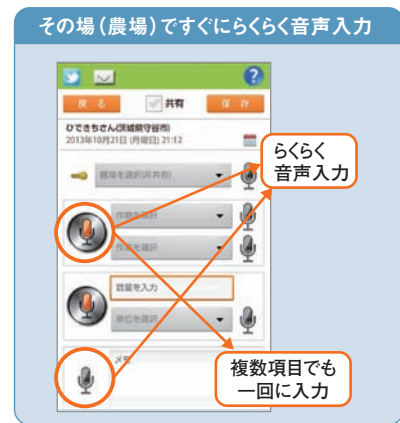 その場(農場)ですぐにらくらく音声入力
?
戻 る
共有
保 存
ひできちさん(茨城県守谷市)
2013年10月21日 (月曜日) 21:12
らくらく
音声入力
圃場を選択(非共有)
作物を選択
作業を選択
数量を入力
単位を選択
メモ
複数項目でも
一回に入力